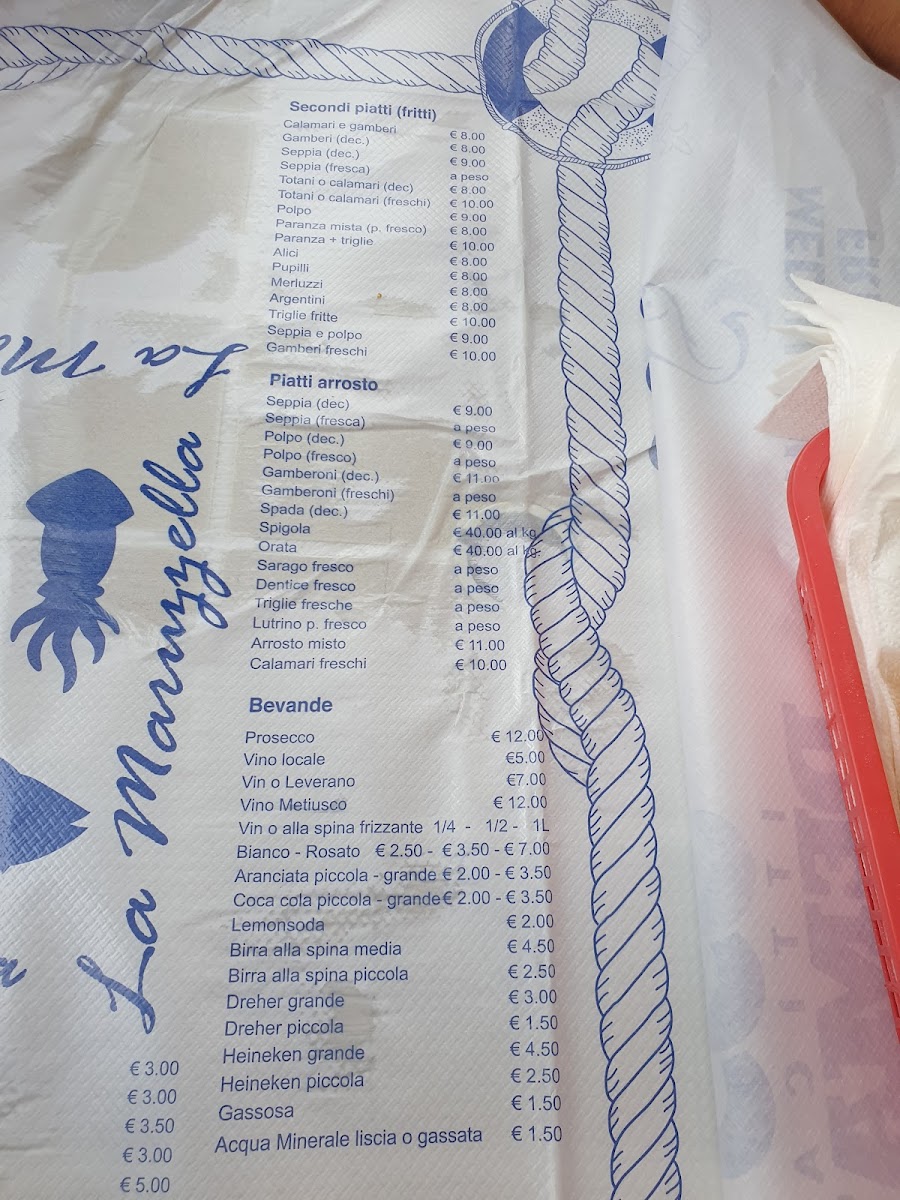 Secondi piatti (fritti)
Calamari e gamberi € 8.00
Gamberi (dec.) € 8.00
Seppia (dec.) € 9.00
Seppia (fresca) a peso
Totani o calamari (dec) € 8.00
Totani o calamari (freschi) € 10.00
Polpo € 9.00
Paranza mista (p. fresco) € 8.00
Paranza + triglie € 10.00
Alici € 8.00
Pupilli € 8.00
Merluzzi € 8.00
Argentini € 8.00
Triglie fritte € 10.00
Seppia e polpo € 9.00
Gamberi freschi € 10.00
Piatti arrosto
Seppia (dec) € 9.00
Seppia (fresca) a peso
Polpo (dec.) € 9.00
Polpo (fresco) a peso
Gamberoni (dec.) € 11.00
Gamberoni (freschi) a peso
Spada (dec.) € 11.00
Spigola € 40.00 al kg.
Orata € 40.00 al kg.
Sarago fresco a peso
Dentice fresco a peso
Triglie fresche a peso
Lutrino p. fresco a peso
Arrosto misto € 11.00
Calamari freschi € 10.00
Bevande
Prosecco € 12.00
Vino locale €5.00
Vin o Leverano €7.00
Vino Metiusco € 12.00
Vin o alla spina frizzante 1/4 - 1/2 - 1L
Bianco - Rosato € 2.50 - € 3.50 - € 7.00
Aranciata piccola - grande € 2.00 - € 3.50
Coca cola piccola - grande € 2.00 - € 3.50
Lemonsoda € 2.00
Birra alla spina media € 4.50
Birra alla spina piccola € 2.50
Dreher grande € 3.00
Dreher piccola € 1.50
Heineken grande € 4.50
Heineken piccola € 2.50
Gassosa € 1.50
Acqua Minerale liscia o gassata € 1.50
La Maruzzella
La M
€ 3.00
€ 3.00
€ 3.50
€ 3.00
€ 5.00